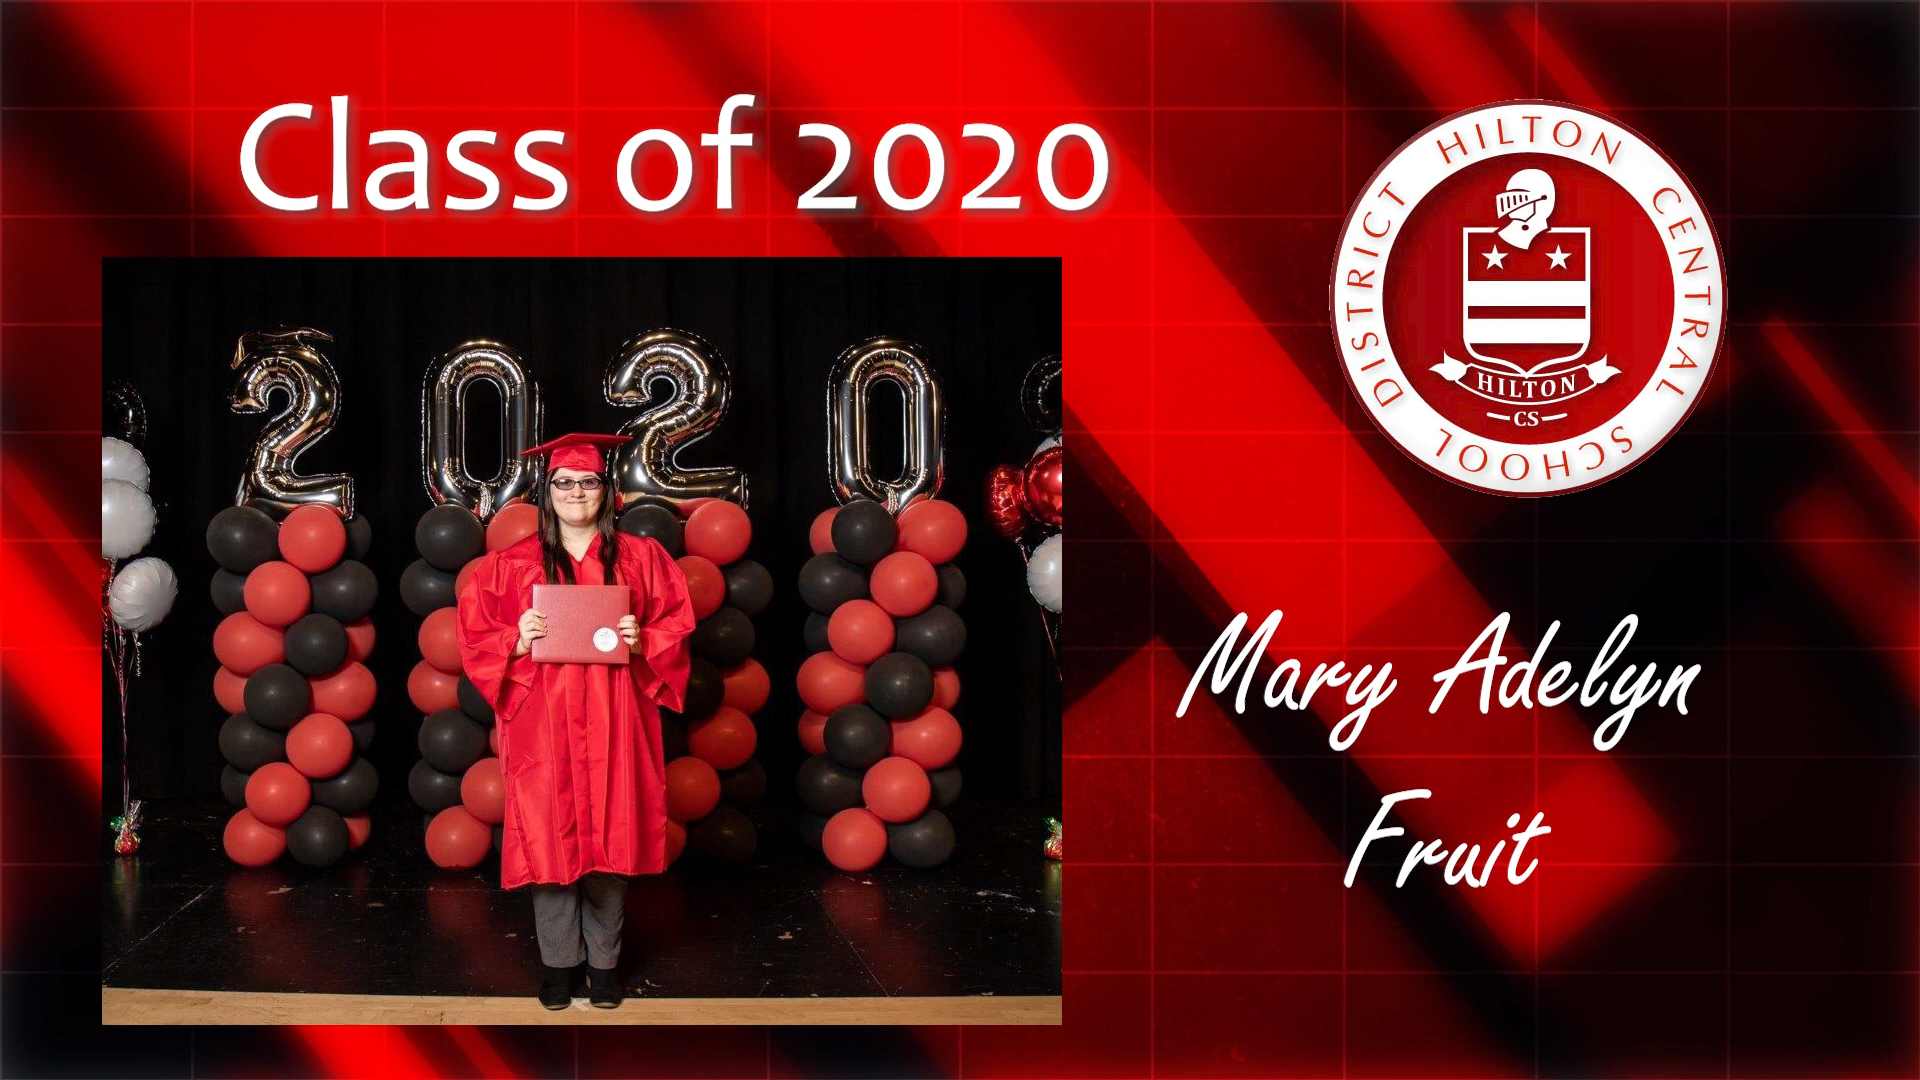 Class of 2020
HILTON CENTRAL SCHOOL DISTRICT
HILTON
CS
2020
Mary Adelyn
Fruit